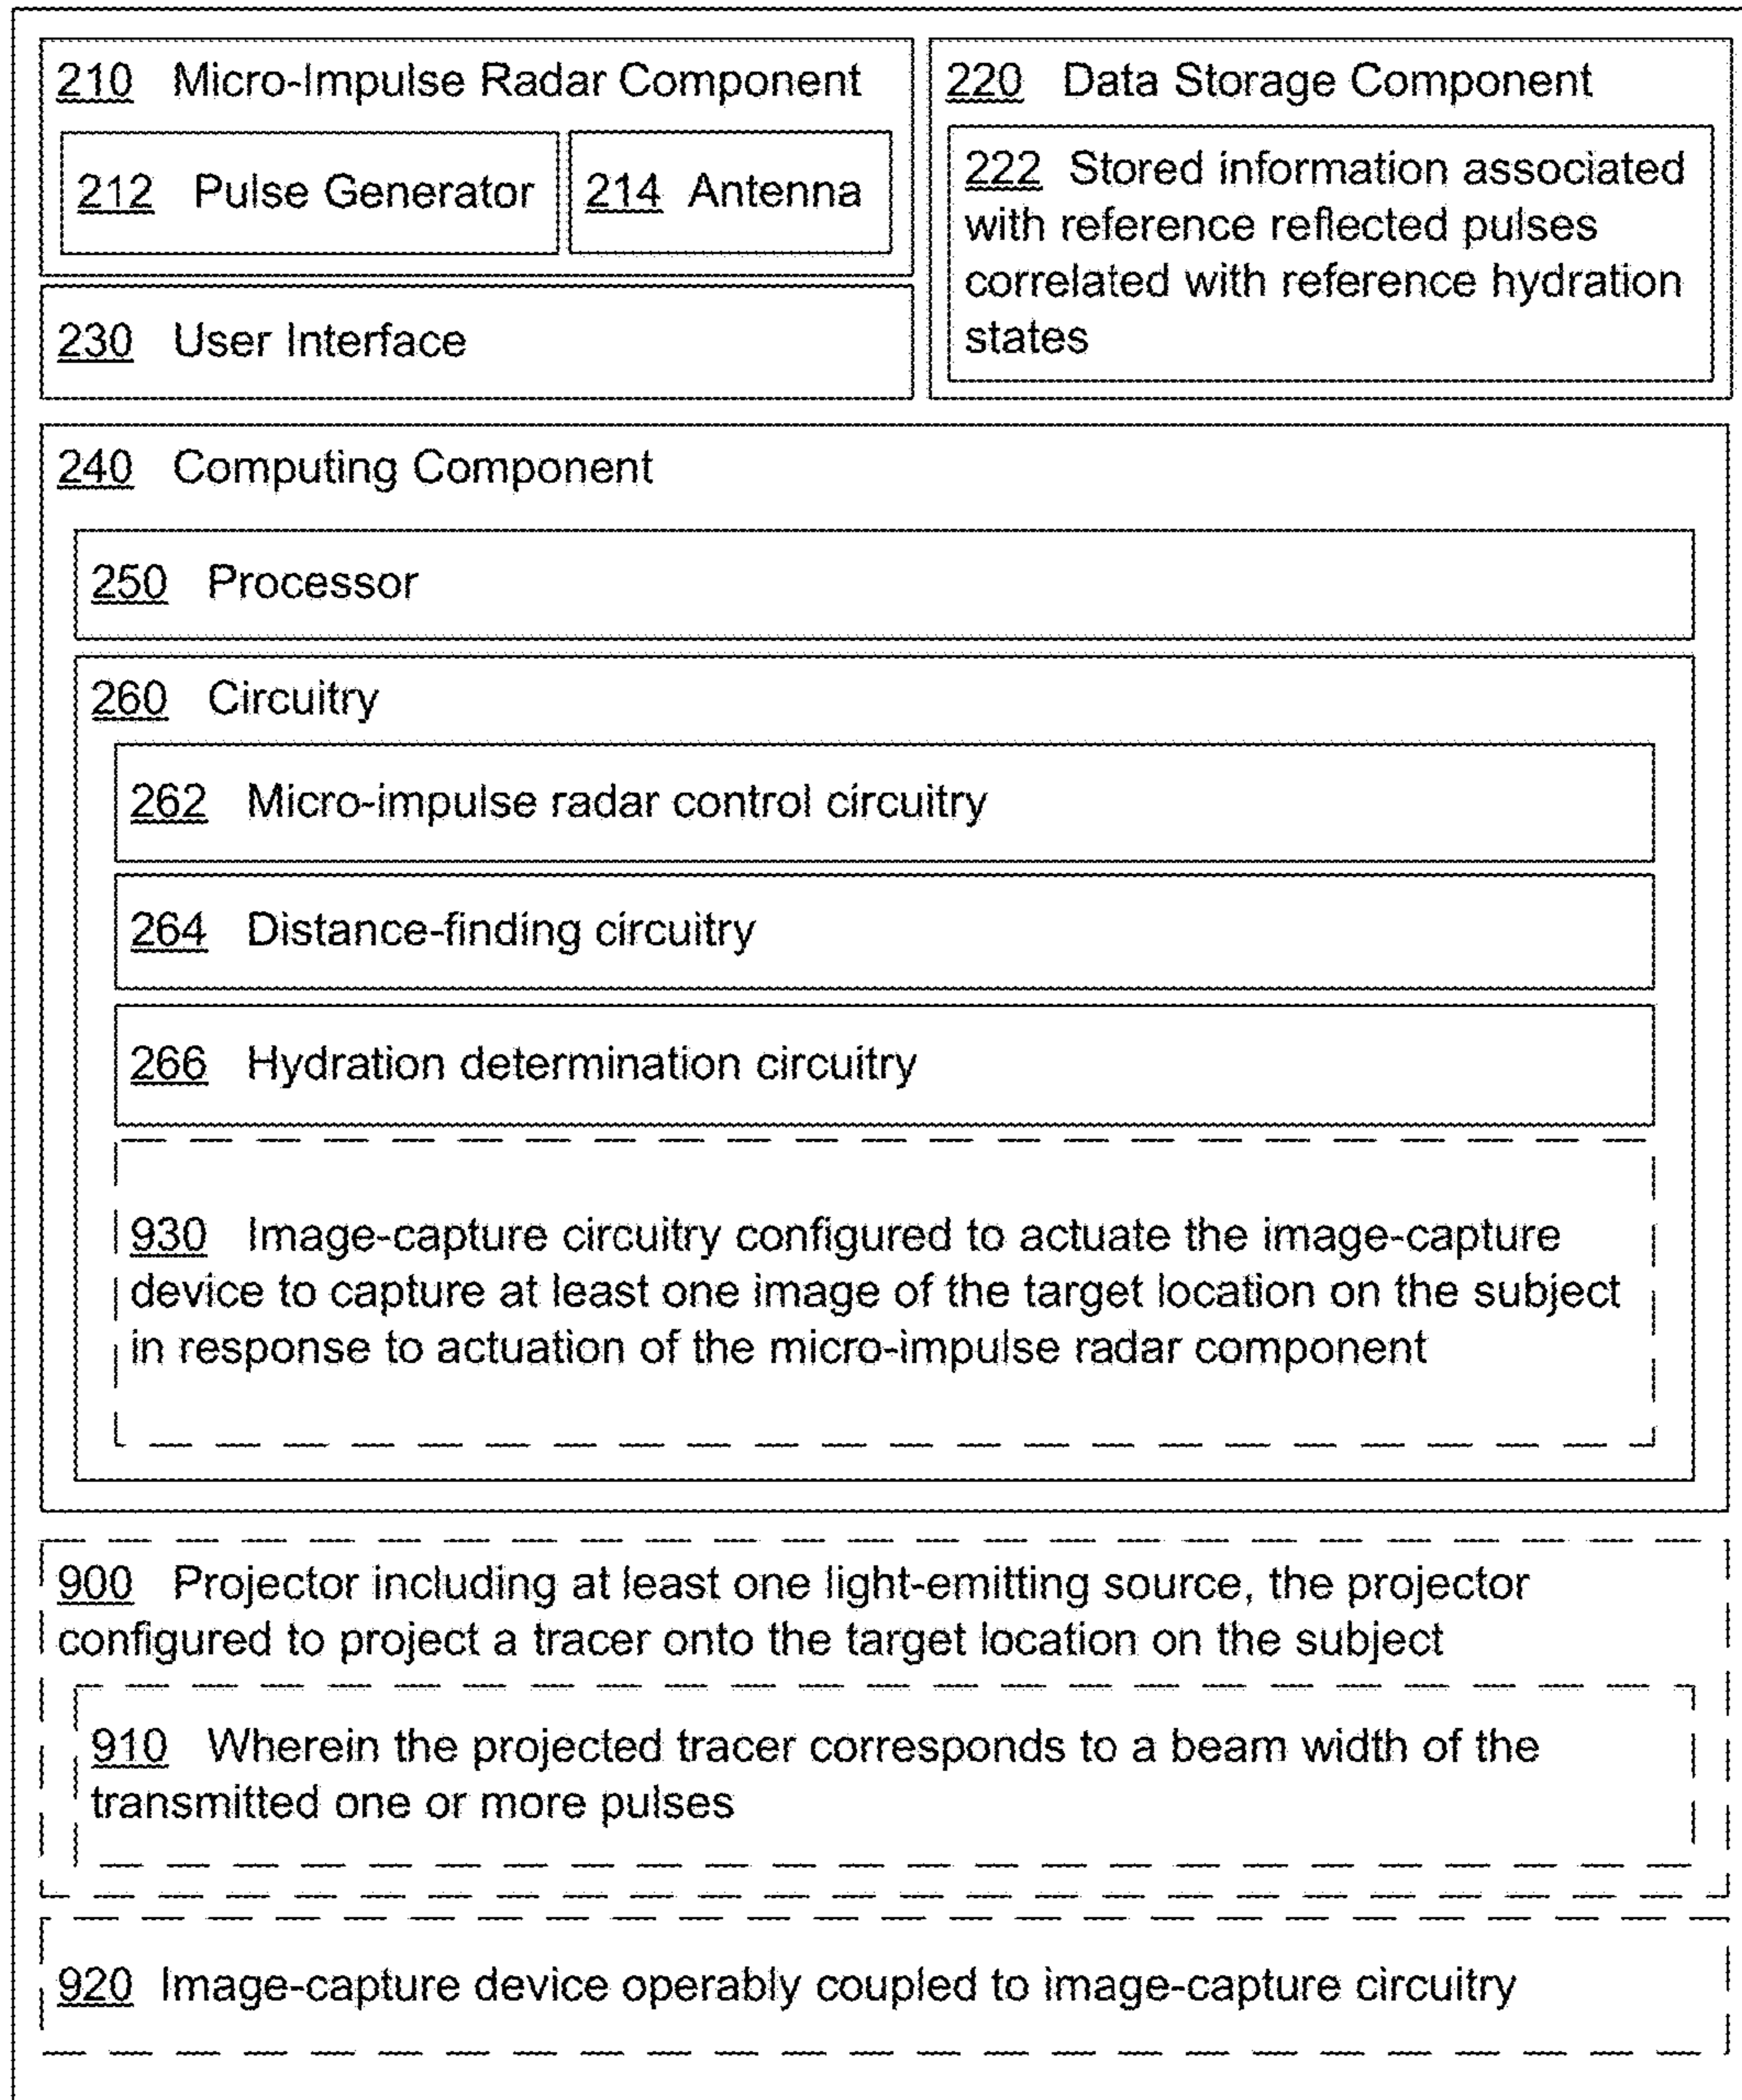 210 Micro-Impulse Radar Component
212 Pulse Generator
214 Antenna
220 Data Storage Component
222 Stored information associated
with reference reflected pulses
correlated with reference hydration
states
230 User Interface
240 Computing Component
250 Processor
260 Circuitry
262 Micro-impulse radar control circuitry
264 Distance-finding circuitry
266 Hydration determination circuitry
930 Image-capture circuitry configured to actuate the image-capture
device to capture at least one image of the target location on the subject
in response to actuation of the micro-impulse radar component
900 Projector including at least one light-emitting source, the projector
configured to project a tracer onto the target location on the subject
910 Wherein the projected tracer corresponds to a beam width of the
transmitted one or more pulses
920 Image-capture device operably coupled to image-capture circuitry